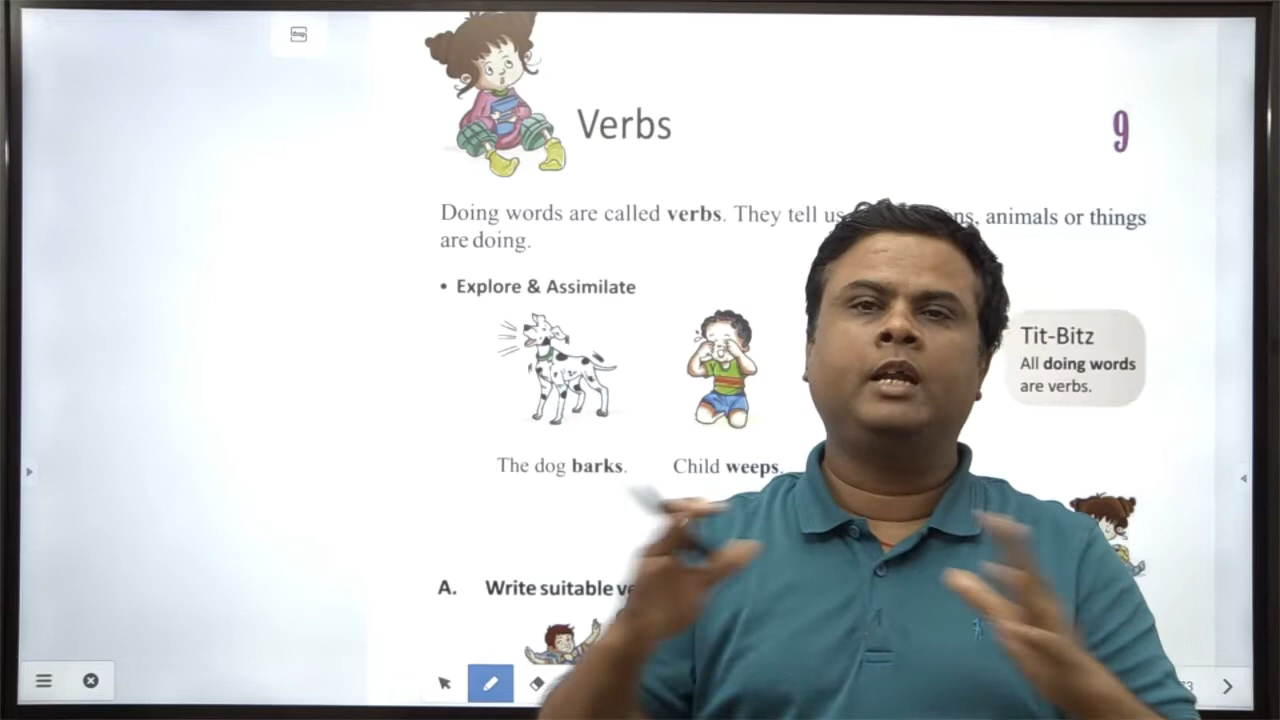 Verbs
9
Doing words are called verbs. They tell us ns, animals or things
are doing.
• Explore & Assimilate
Tit-Bitz
All doing words
are verbs.
The dog barks. Child weeps.
A. Write suitable